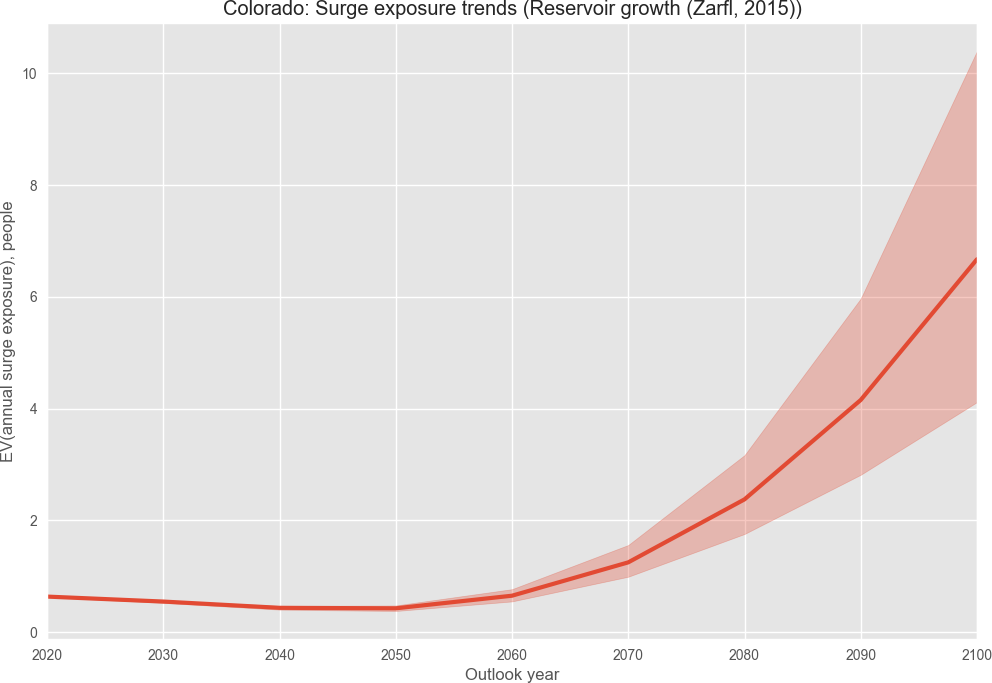 Colorado: Surge exposure trends (Reservoir growth (Zarfl, 2015))
EV(annual surge exposure), people
10
8
6
4
2
0
2020 2030 2040 2050 2060 2070 2080 2090 2100
Outlook year